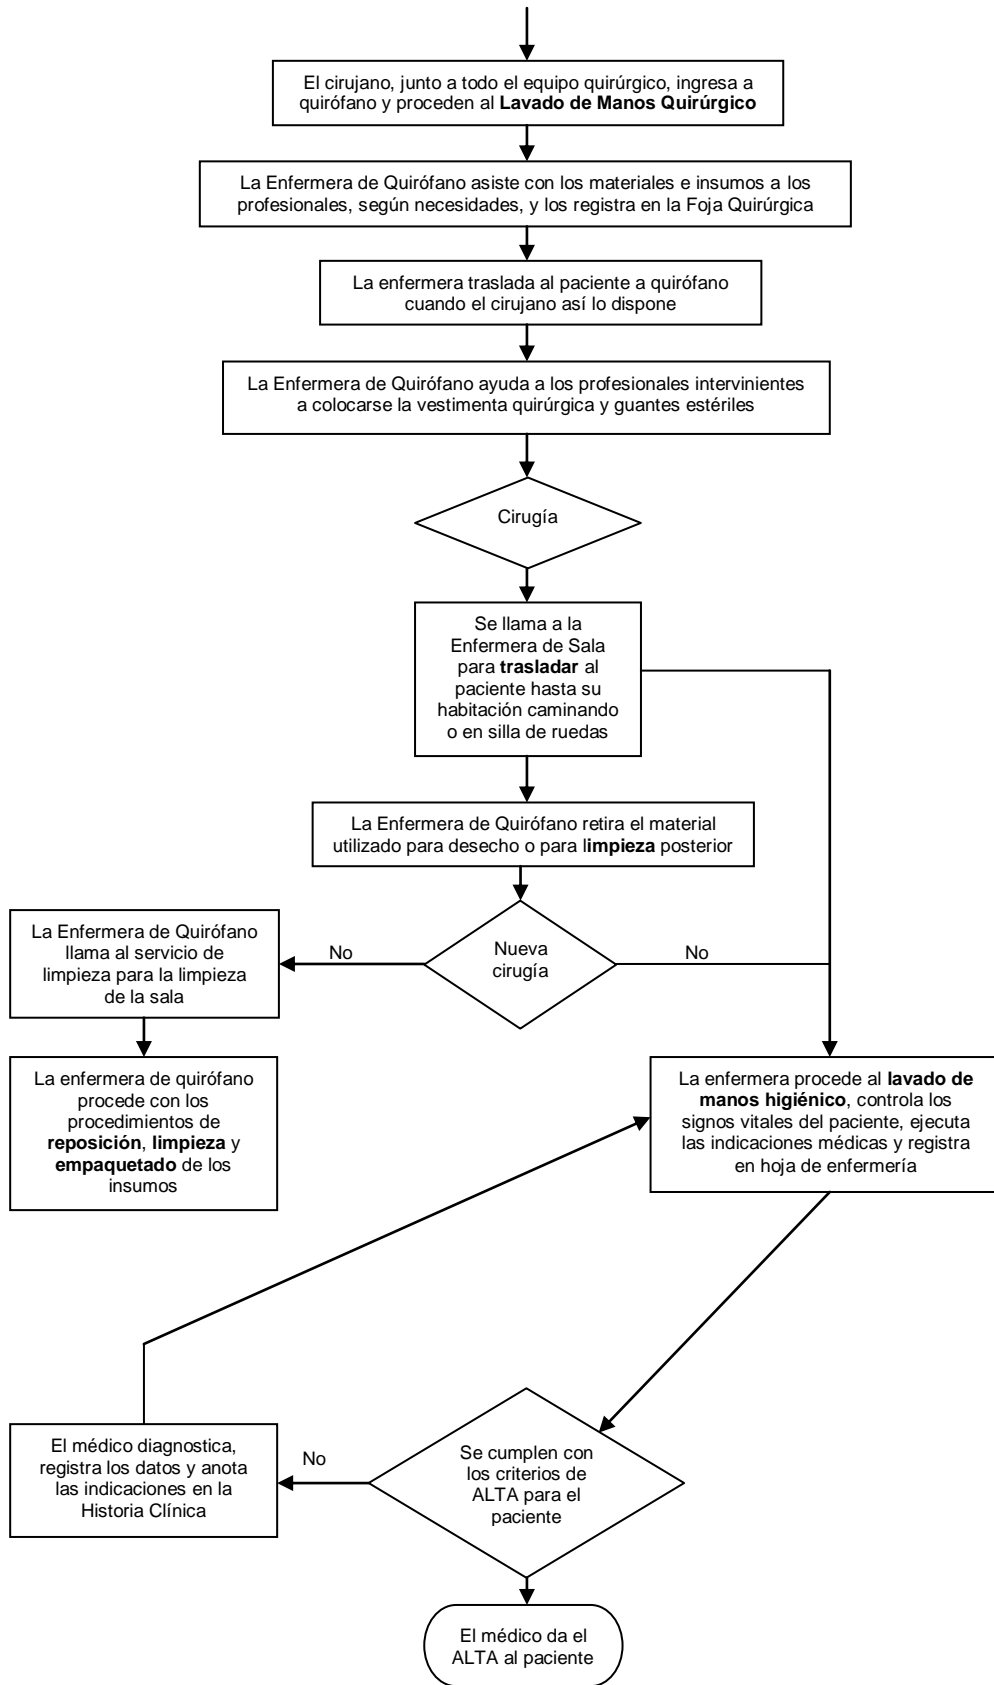 El cirujano, junto a todo el equipo quirúrgico, ingresa a
quirófano y proceden al Lavado de Manos Quirúrgico
La Enfermera de Quirófano asiste con los materiales e insumos a los
profesionales, según necesidades, y los registra en la Foja Quirúrgica
La enfermera traslada al paciente a quirófano
cuando el cirujano así lo dispone
La Enfermera de Quirófano ayuda a los profesionales intervinientes
a colocarse la vestimenta quirúrgica y guantes estériles
Cirugía
Se llama a la
Enfermera de Sala
para trasladar al
paciente hasta su
habitación caminando
o en silla de ruedas
La Enfermera de Quirófano retira el material
utilizado para desecho o para limpieza posterior
Nueva
cirugía
No
No
La Enfermera de Quirófano
llama al servicio de
limpieza para la limpieza
de la sala
La enfermera de quirófano
procede con los
procedimientos de
reposición, limpieza y
empaquetado de los
insumos
La enfermera procede al lavado de
manos higiénico, controla los
signos vitales del paciente, ejecuta
las indicaciones médicas y registra
en hoja de enfermería
Se cumplen con
los criterios de
ALTA para el
paciente
No
El médico diagnostica,
registra los datos y anota
las indicaciones en la
Historia Clínica
El médico da el
ALTA al paciente